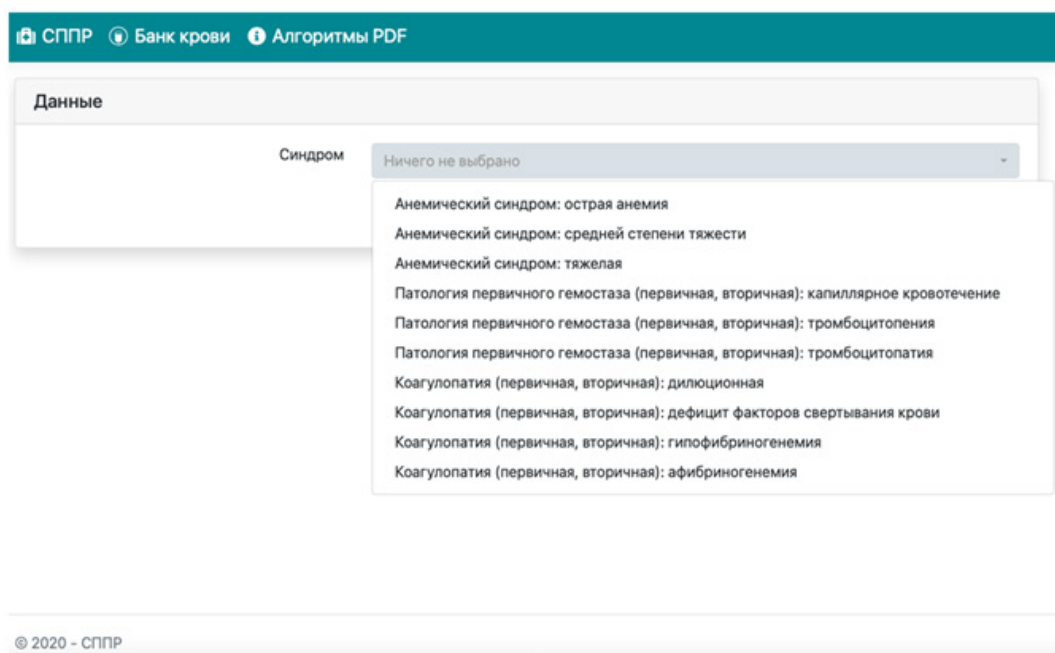 СППР Банк крови Алгоритмы PDF
Данные
Синдром Ничего не выбрано
Анемический синдром: острая анемия
Анемический синдром: средней степени тяжести
Анемический синдром: тяжелая
Патология первичного гемостаза (первичная, вторичная): капиллярное кровотечение
Патология первичного гемостаза (первичная, вторичная): тромбоцитопения
Патология первичного гемостаза (первичная, вторичная): тромбоцитопатия
Коагулопатия (первичная, вторичная): дилюционная
Коагулопатия (первичная, вторичная): дефицит факторов свертывания крови
Коагулопатия (первичная, вторичная): гипофибриногенемия
Коагулопатия (первичная, вторичная): афибриногенемия
© 2020 - СППР